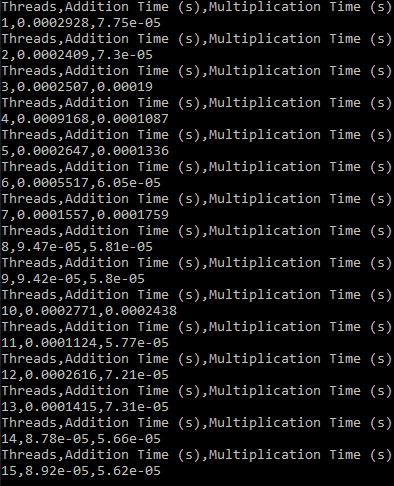 Threads,Addition Time (s),Multiplication Time (s)
1,0.0002928,7.75e-05
Threads,Addition Time (s),Multiplication Time (s)
2,0.0002409,7.3e-05
Threads,Addition Time (s),Multiplication Time (s)
3,0.0002507,0.00019
Threads,Addition Time (s),Multiplication Time (s)
4,0.0009168,0.0001087
Threads,Addition Time (s),Multiplication Time (s)
5,0.0002647,0.0001336
Threads,Addition Time (s),Multiplication Time (s)
6,0.0005517,6.05e-05
Threads,Addition Time (s),Multiplication Time (s)
7,0.0001557,0.0001759
Threads,Addition Time (s),Multiplication Time (s)
8,9.47e-05,5.81e-05
Threads,Addition Time (s),Multiplication Time (s)
9,9.42e-05,5.8e-05
Threads,Addition Time (s),Multiplication Time (s)
10,0.0002771,0.0002438
Threads,Addition Time (s),Multiplication Time (s)
11,0.0001124,5.77e-05
Threads,Addition Time (s),Multiplication Time (s)
12,0.0002616,7.21e-05
Threads,Addition Time (s),Multiplication Time (s)
13,0.0001415,7.31e-05
Threads,Addition Time (s),Multiplication Time (s)
14,8.78e-05,5.66e-05
Threads,Addition Time (s),Multiplication Time (s)
15,8.92e-05,5.62e-05